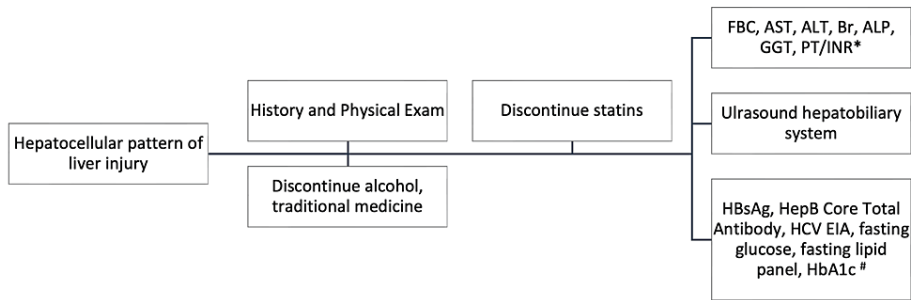 Hepatocellular pattern of
liver injury
History and Physical Exam
Discontinue alcohol,
traditional medicine
Discontinue statins
FBC, AST, ALT, Br, ALP,
GGT, PT/INR*
Ulrasound hepatobiliary
system
HBsAg, HepB Core Total
Antibody, HCV EIA, fasting
glucose, fasting lipid
panel, HbA1c #